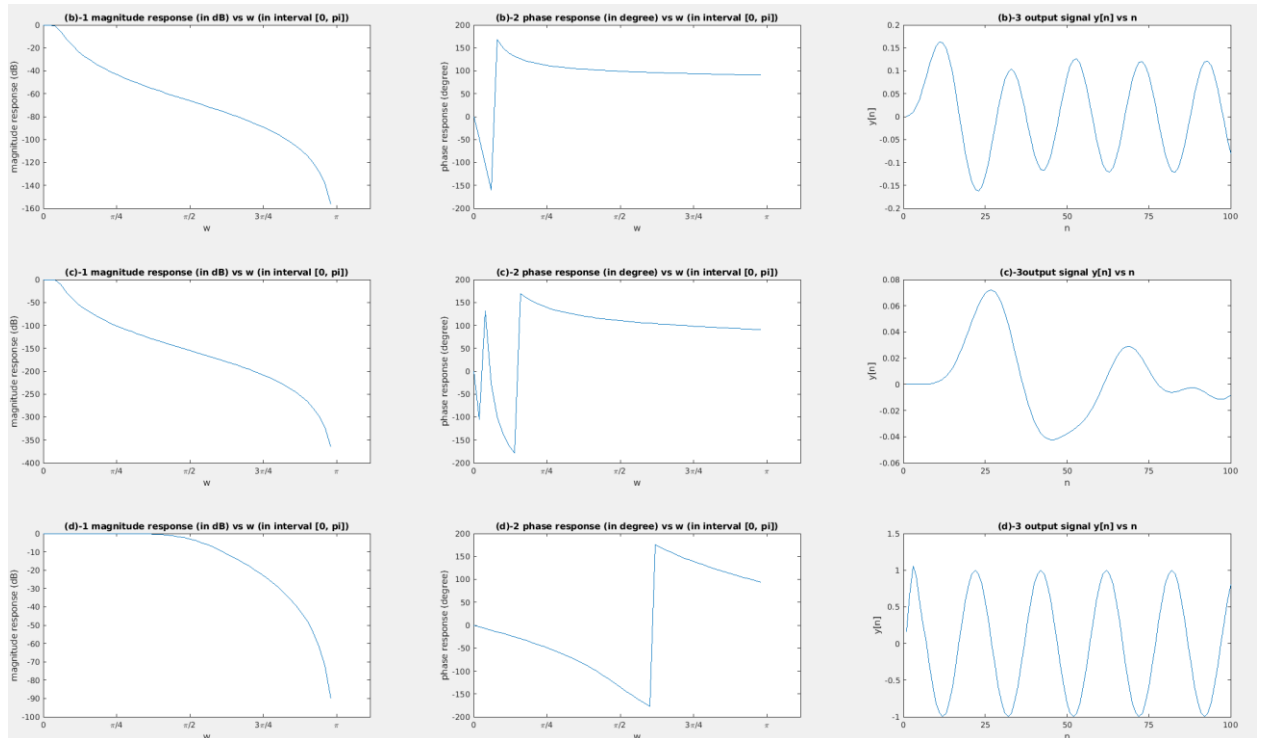 (b)-1 magnitude response (in dB) vs w (in interval [0, pi])
magnitude response (dB)
0
-20
-40
-60
-80
-100
-120
-140
-160
0 π/4 π/2 3π/4 π
w
(b)-2 phase response (in degree) vs w (in interval [0, pi])
phase response (degree)
200
150
100
50
0
-50
-100
-150
-200
0 π/4 π/2 3π/4 π
w
(b)-3 output signal y[n] vs n
y[n]
0.2
0.15
0.1
0.05
0
-0.05
-0.1
-0.15
-0.2
0 25 50 75 100
n
(c)-1 magnitude response (in dB) vs w (in interval [0, pi])
magnitude response (dB)
0
-50
-100
-150
-200
-250
-300
-350
-400
0 π/4 π/2 3π/4 π
w
(c)-2 phase response (in degree) vs w (in interval [0, pi])
phase response (degree)
200
150
100
50
0
-50
-100
-150
-200
0 π/4 π/2 3π/4 π
w
(c)-3output signal y[n] vs n
y[n]
0.08
0.06
0.04
0.02
0
-0.02
-0.04
-0.06
0 25 50 75 100
n
(d)-1 magnitude response (in dB) vs w (in interval [0, pi])
magnitude response (dB)
0
-10
-20
-30
-40
-50
-60
-70
-80
-90
-100
0 π/4 π/2 3π/4 π
w
(d)-2 phase response (in degree) vs w (in interval [0, pi])
phase response (degree)
200
150
100
50
0
-50
-100
-150
-200
0 π/4 π/2 3π/4 π
w
(d)-3 output signal y[n] vs n
y[n]
1.5
1
0.5
0
-0.5
-1
0 25 50 75 100
n